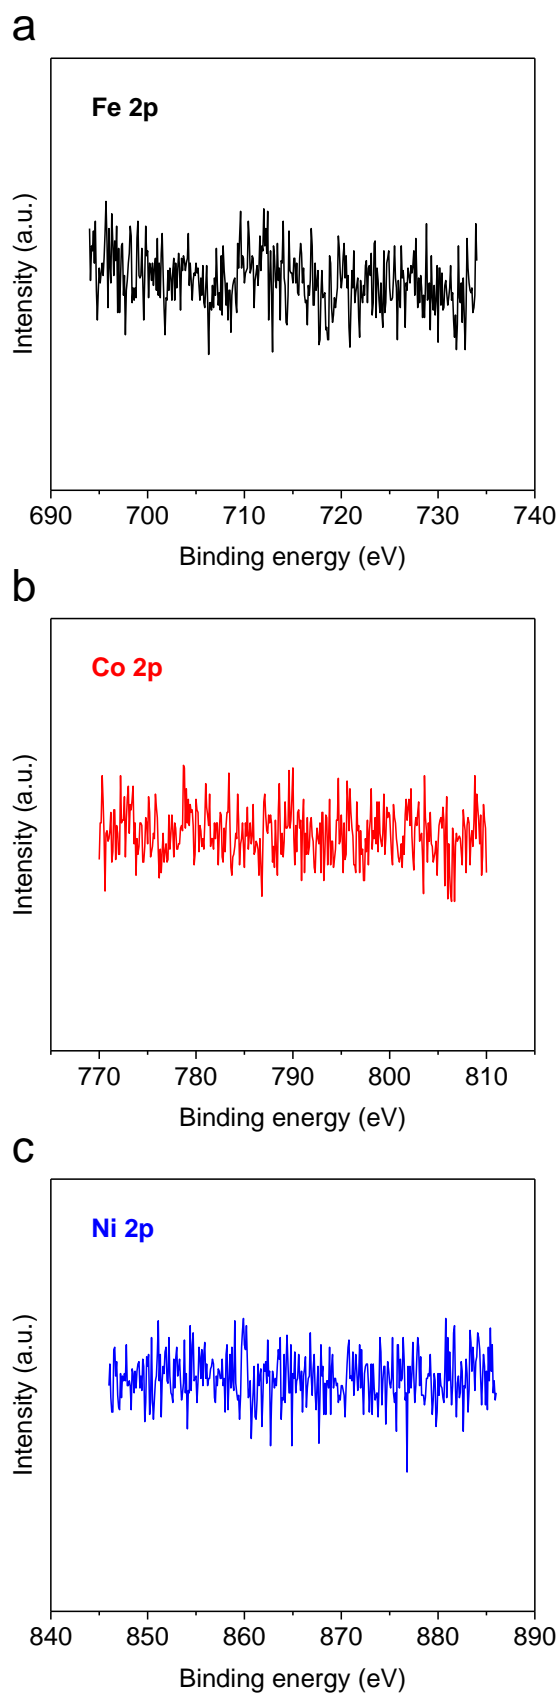 a
Fe 2p
Intensity (a.u.)
690 700 710 720 730 740
Binding energy (eV)
b
Co 2p
Intensity (a.u.)
770 780 790 800 810
Binding energy (eV)
c
Ni 2p
Intensity (a.u.)
840 850 860 870 880 890
Binding energy (eV)